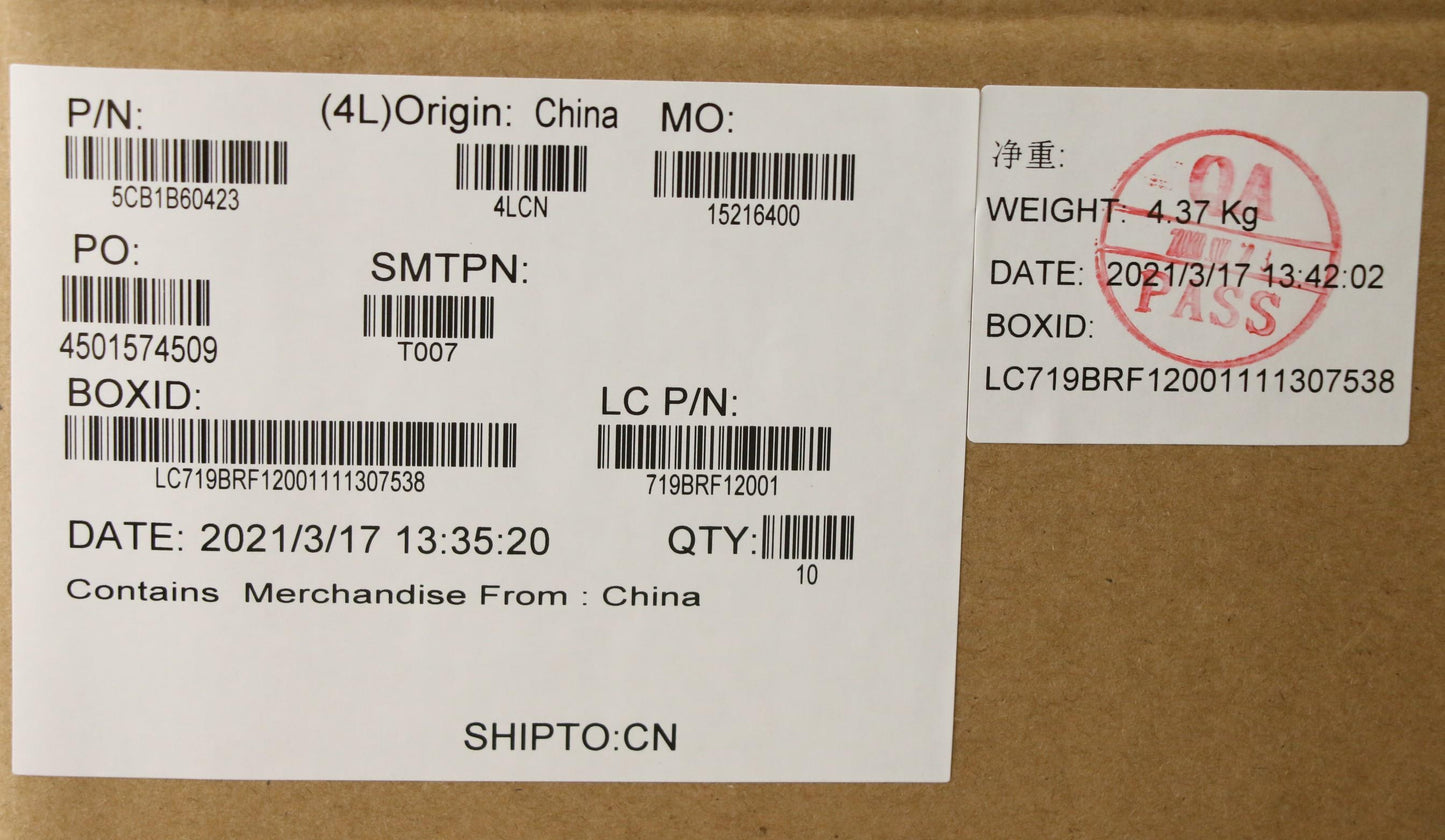 P/N: (4L)Origin: China MO:
5CB1B60423 4LCN 15216400
PO: SMTPN:
4501574509 T007
BOXID: LC P/N:
LC719BRF12001111307538 719BRF12001
DATE: 2021/3/17 13:35:20 QTY:
10
Contains Merchandise From : China
SHIPTO:CN
净重:
WEIGHT: 4.37 Kg
DATE: 2021/3/17 13:42:02
BOXID:
LC719BRF12001111307538
QA
PASS